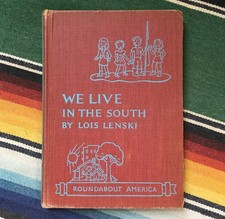 WE LIVE
IN THE SOUTH
BY LOIS LENSKI
ROUNDABOUT AMERICA